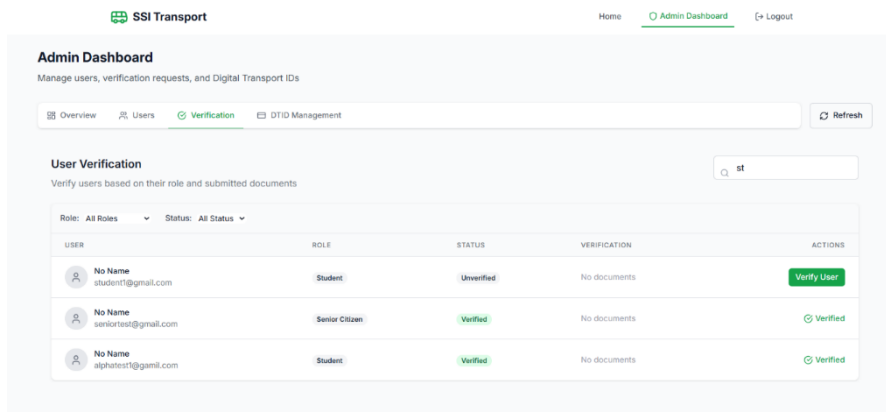 SSI Transport
Home Admin Dashboard Logout
Admin Dashboard
Manage users, verification requests, and Digital Transport IDs
Overview Users Verification DTID Management Refresh
User Verification
Verify users based on their role and submitted documents
st
Role: All Roles Status: All Status
USER ROLE STATUS VERIFICATION ACTIONS
No Name
student1@gmail.com Student Unverified No documents Verify User
No Name
seniortest@gmail.com Senior Citizen Verified No documents Verified
No Name
alphatest1@gamil.com Student Verified No documents Verified